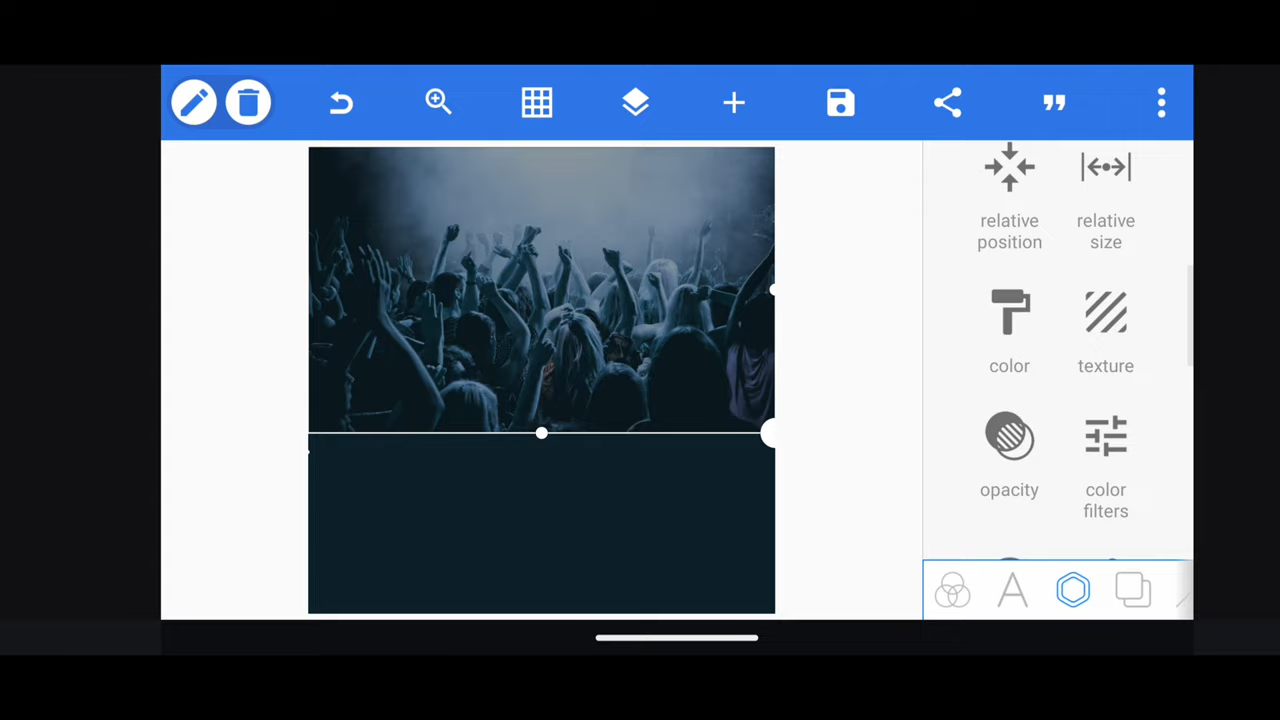 relative position
relative size
color
texture
opacity
color filters